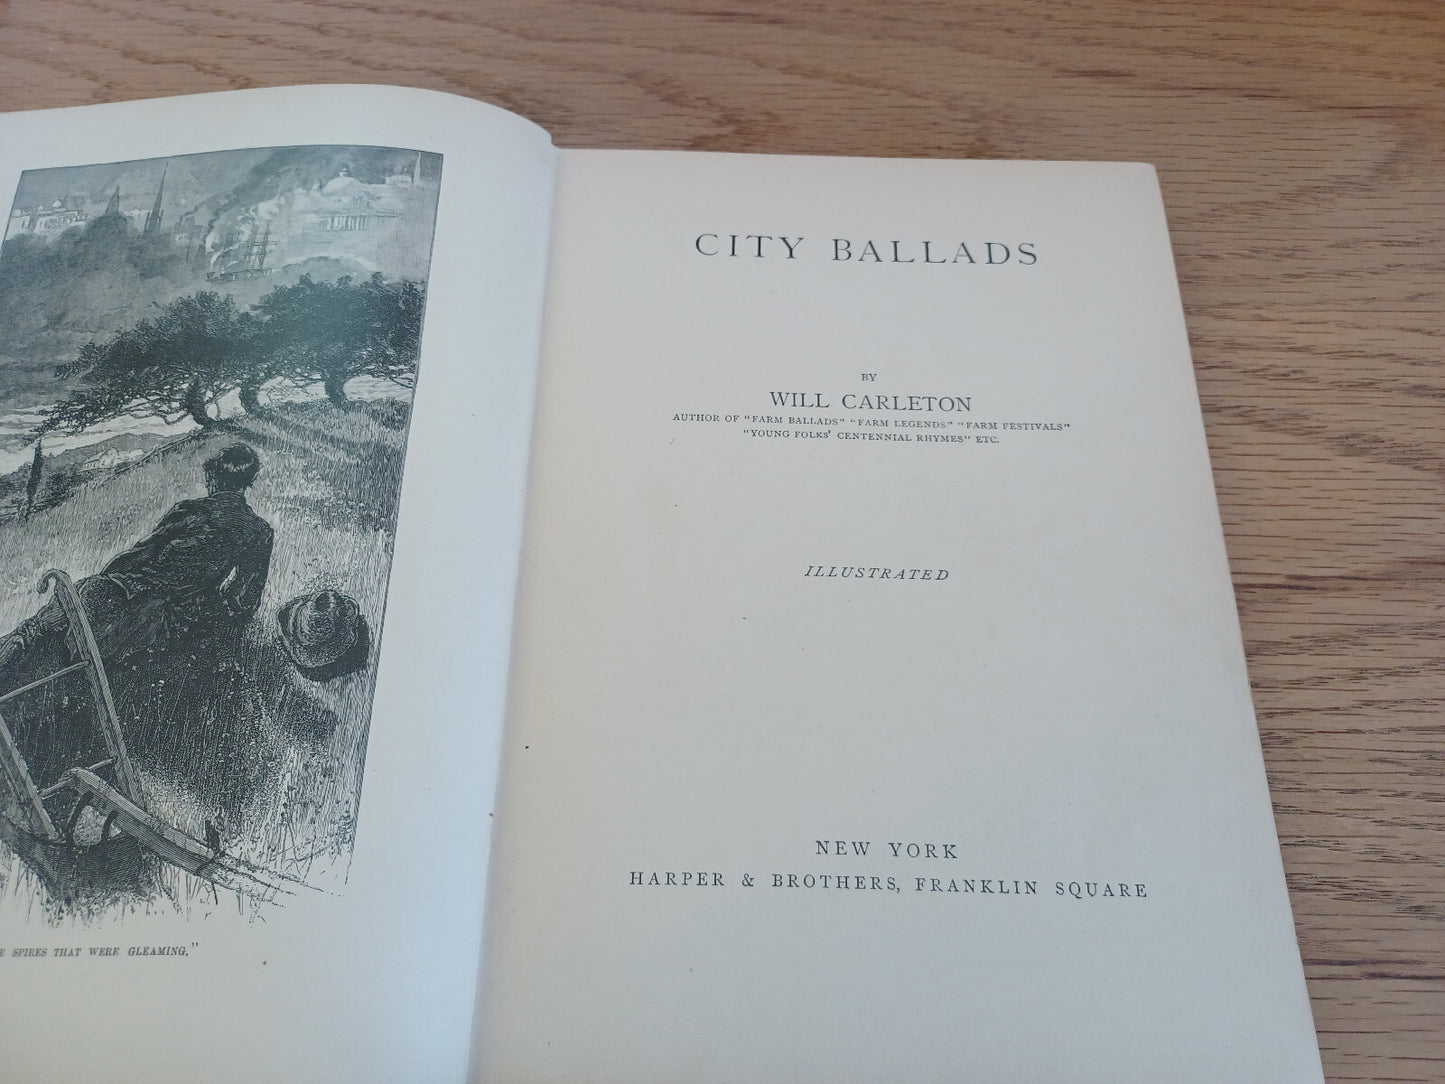 SPIRES THAT WERE GLEAMING."
CITY BALLADS
BY
WILL CARLETON
AUTHOR OF "FARM BALLADS" "FARM LEGENDS" "FARM FESTIVALS"
"YOUNG FOLKS' CENTENNIAL RHYMES" ETC.
ILLUSTRATED
NEW YORK
HARPER & BROTHERS, FRANKLIN SQUARE